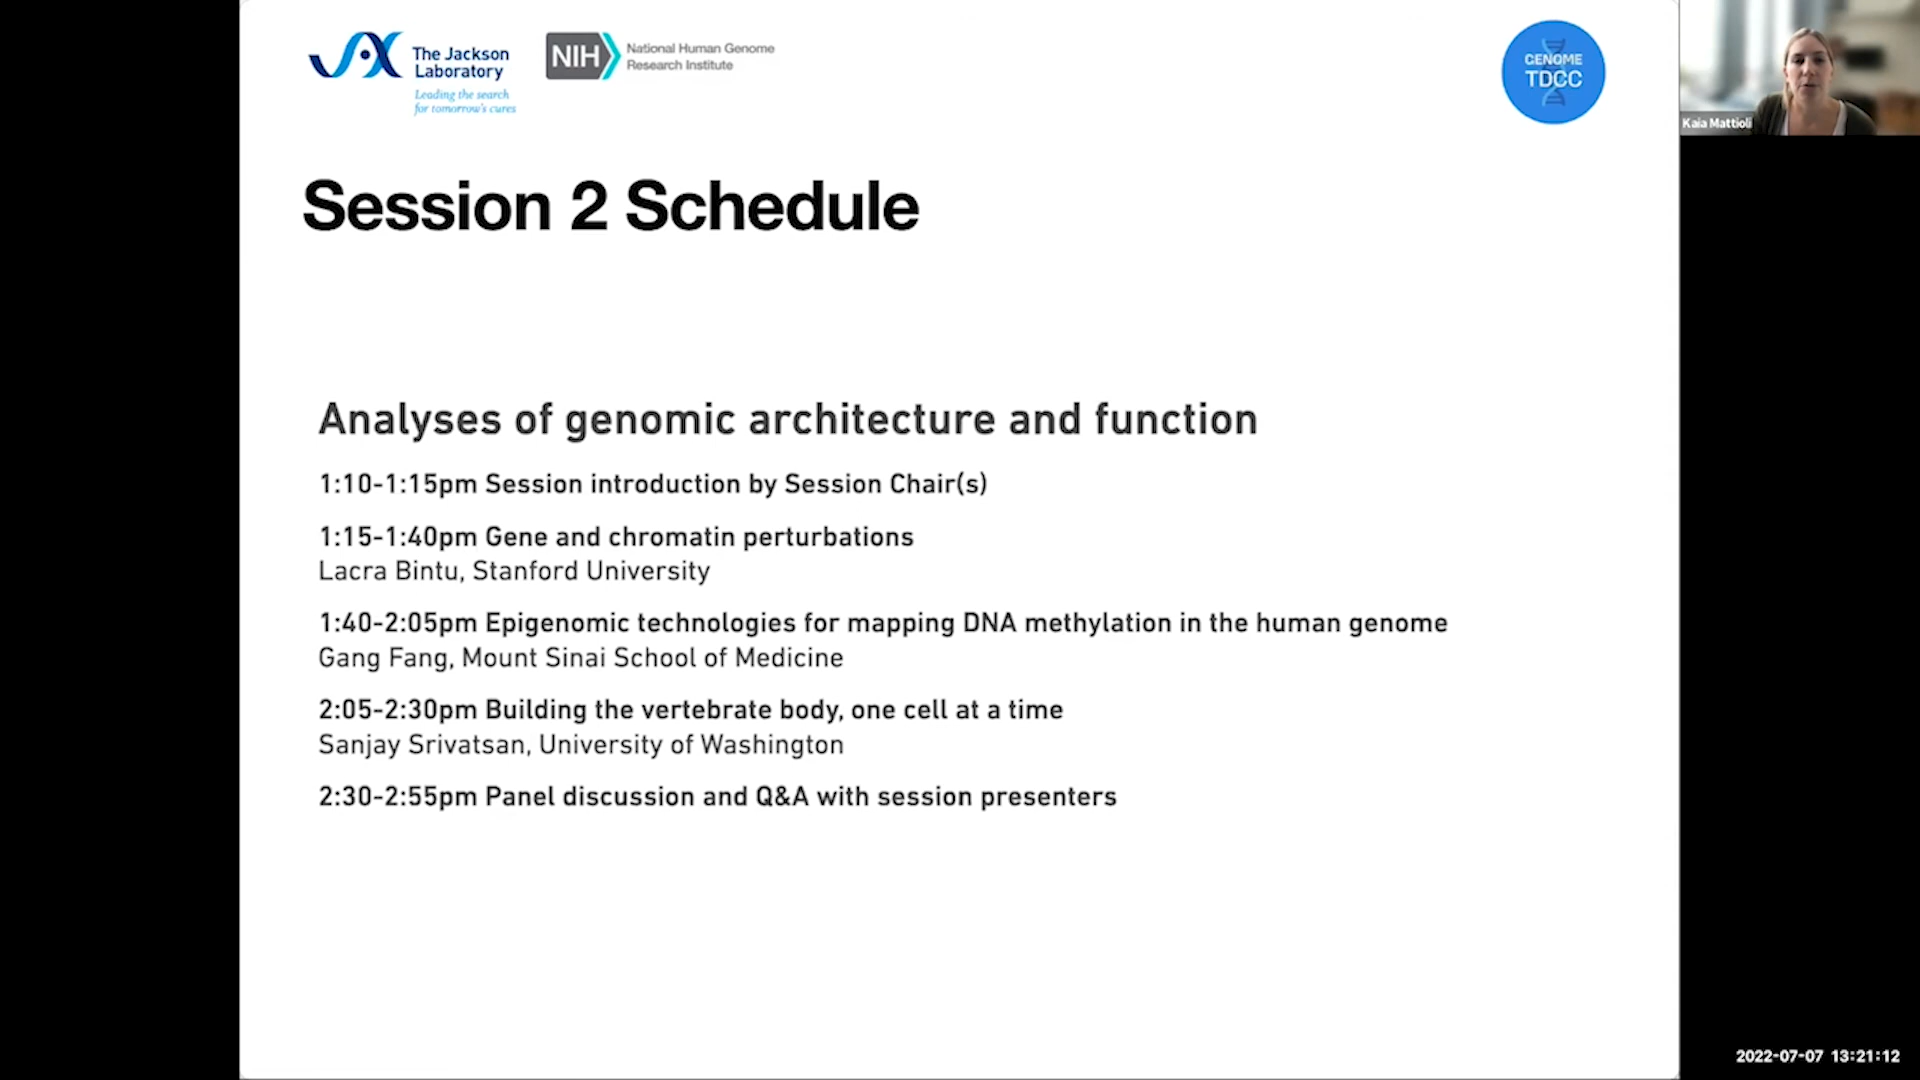 The Jackson
Laboratory
Leading the search
for tomorrow's cures
NIH
National Human Genome
Research Institute
GENOME
TDCC
Kaia Mattioli
Session 2 Schedule
Analyses of genomic architecture and function
1:10-1:15pm Session introduction by Session Chair(s)
1:15-1:40pm Gene and chromatin perturbations
Lacra Bintu, Stanford University
1:40-2:05pm Epigenomic technologies for mapping DNA methylation in the human genome
Gang Fang, Mount Sinai School of Medicine
2:05-2:30pm Building the vertebrate body, one cell at a time
Sanjay Srivatsan, University of Washington
2:30-2:55pm Panel discussion and Q&A with session presenters
2022-07-07 13:21:12